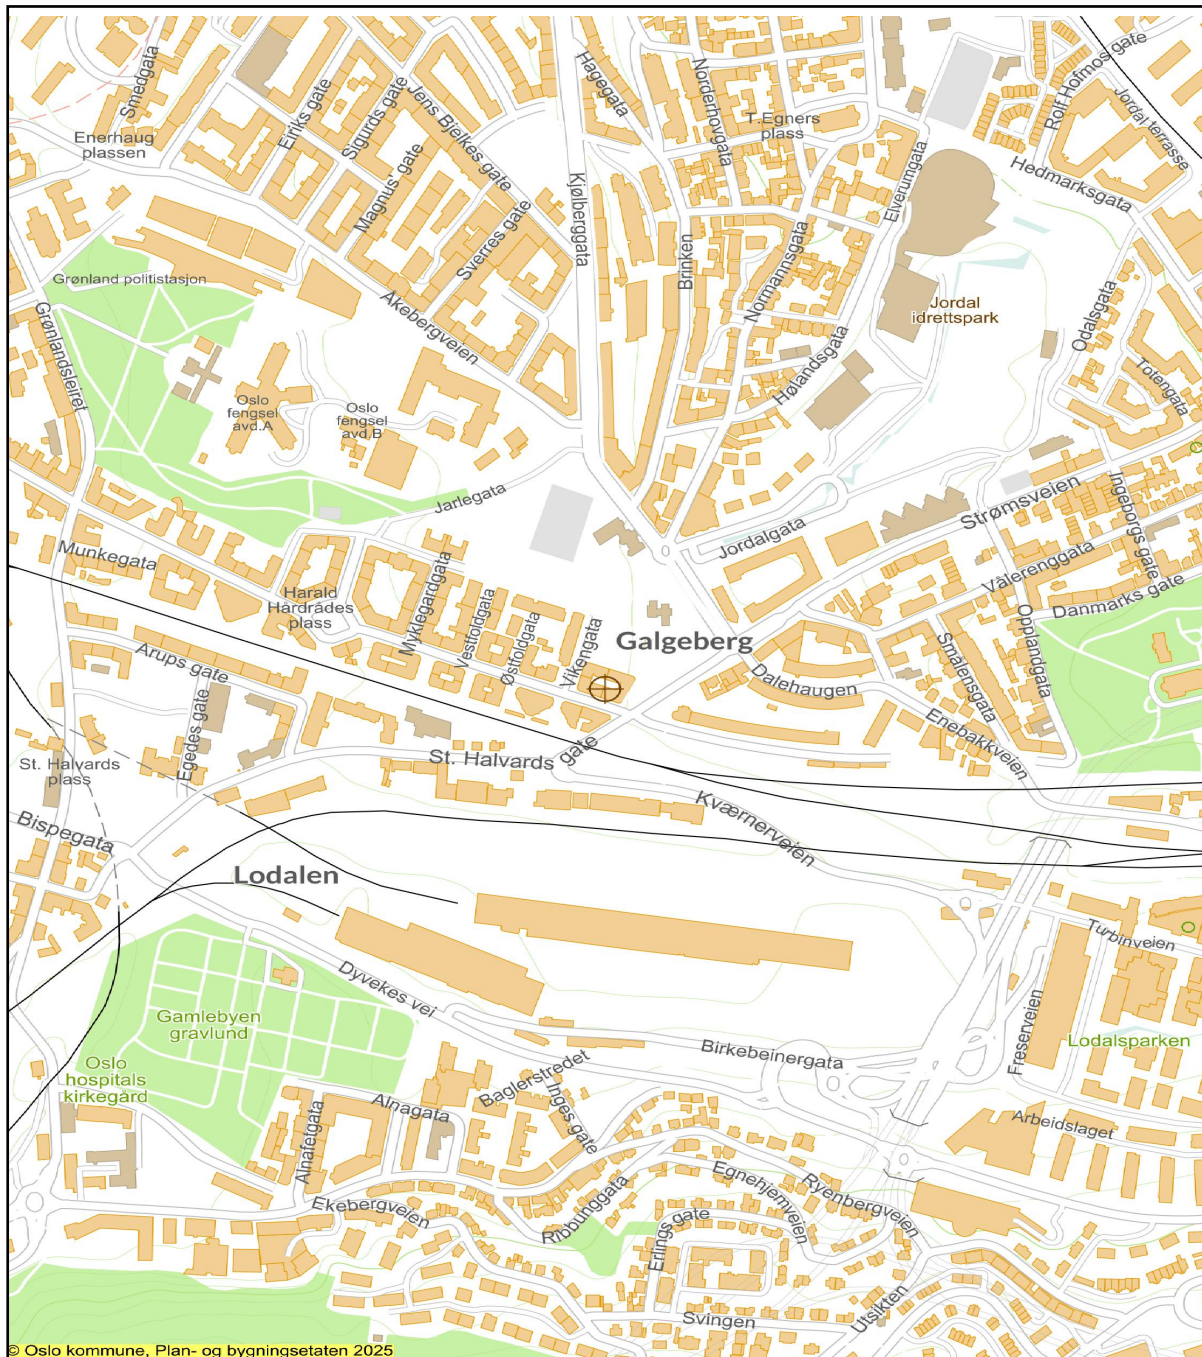 Smedgata
Enerhaug
plassen
Eiriks gate
Sigurds gate
Jens Bjelkes gate
Magnus' gate
Sverres gate
Hagegata
Kjølberggata
Norderhovgata
T.Egners
plass
Elverumgata
Rolf Hofmos gate
Jordal terrasse
Hedmarksgata
Grønland politistasjon
Grønlandsleiret
Åkebergveien
Brinken
Normannsgata
Hølandsgata
Jordal
idrettspark
Odalsgata
Totengata
Oslo
fengsel
avd.A
Oslo
fengsel
avd.B
Jarlegata
Jordalgata
Strømsveien
Ingeborgs gate
Vålerenggata
Danmarks gate
Opplandgata
Smålensgata
Munkegata
Harald
Hårdrådes
plass
Myklegardgata
Vestfoldgata
Østfoldgata
Vikengata
Galgeberg
Dalehaugen
Enebakkveien
Arups gate
Egedes gate
St. Halvards
plass
St. Halvards gate
Bispegata
Kværnerveien
Lodalen
Turbinveien
Dyvekes vei
Gamlebyen
gravlund
Oslo
hospitals
kirkegård
Birkebeinergata
Freserveien
Lodalsparken
Baglerstredet
Inges gate
Alnagata
Alnafetgata
Arbeidslaget
Ekebergveien
Ribbunggata
Egnehjemveien
Ryenbergveien
Erlings gate
Svingen
Utsikten
© Oslo kommune, Plan- og bygningsetaten 2025